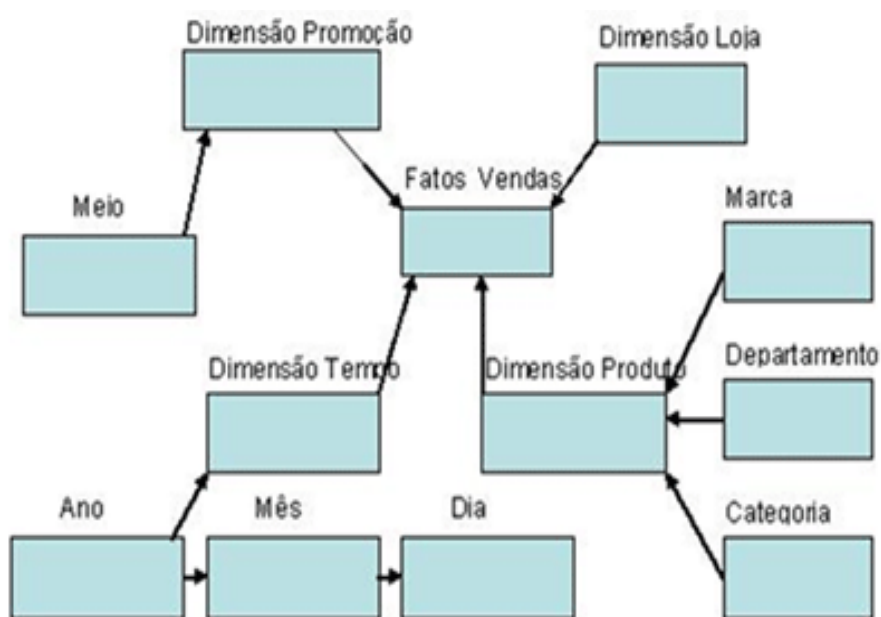 Dimensão Promoção
Dimensão Loja
Fatos Vendas
Meio
Marca
Dimensão Tempo
Dimensão Produto
Departamento
Ano
Mês
Dia
Categoria